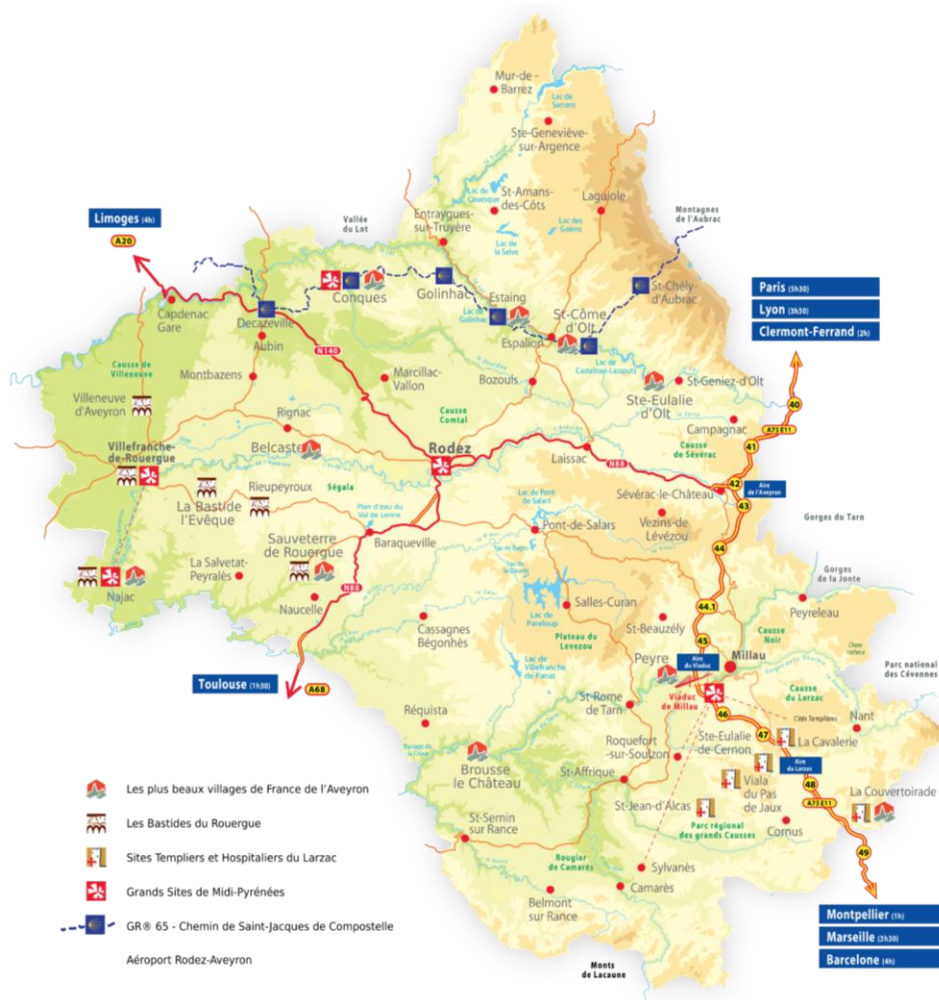 Mur-de-
Barrez
Lac de
Sarrans
Ste-Geneviève-
sur-Argence
Lac de
Couesque
St-Amans-
des-Côts
Laguiole
Montagnes
de l'Aubrac
Limoges (4h)
A20
Vallée
du Lot
Entraygues-
sur-Truyère
Lac des
Galens
Lac de
la Selve
Paris (5h30)
Lyon (3h30)
Clermont-Ferrand (2h)
Conques
Golinhac
St-Chély-
d'Aubrac
Capdenac
Gare
Decazeville
Aubin
Lac de
Golinhac
Estaing
St-Côme
d'Olt
Espalion
N140
Causse de
Villeneuve
Montbazens
Marcillac-
Vallon
Bozouls
Lac de
Castelnau-Lassouts
St-Geniez-d'Olt
Ste-Eulalie
d'Olt
40
Villeneuve
d'Aveyron
Rignac
Causse
Comtal
Campagnac
A75 E11
41
Villefranche-
de-Rouergue
Belcastel
Rodez
Laissac
Causse
de Sévérac
N88
Sévérac-le-Château
42
Aire
de l'Aveyron
43
Rieupeyroux
Ségala
La Bastide
l'Evêque
Plan d'eau du
Val de Lenne
Lac de Pont
de Salars
Pont-de-Salars
Vezins-de
Lévézou
Gorges du Tarn
Sauveterre
de Rouergue
Baraqueville
44
La Salvetat-
Peyralès
N88
Najac
Naucelle
Lac de
Pareloup
Salles-Curan
Gorges
de la Jonte
Peyreleau
44.1
Cassagnes
Bégonhès
Plateau du
Levezou
St-Beauzély
45
Causse
Noir
Toulouse (1h30)
A68
Lac de
Villefranche
de Panat
Peyre
Aire
du Viaduc
Millau
Parc national
des Cévennes
Viaduc
de Millau
Causse
du Larzac
Réquista
St-Rome
de Tarn
46
Cités Templières
Nant
Roquefort
-sur-Soulzon
Ste-Eulalie
de-Cernon
47
La Cavalerie
Brousse
le Château
St-Affrique
Viala
du Pas
de Jaux
Aire
du Larzac
48
La Couvertoirade
St-Jean-d'Alcas
Parc régional
des grands Causses
Cornus
A75 E11
St-Sernin
sur Rance
49
Rougier
de Camarès
Sylvanès
Camarès
Belmont
sur Rance
Monts
de Lacaune
Montpellier (1h)
Marseille (3h30)
Barcelone (4h)
Les plus beaux villages de France de l'Aveyron
Les Bastides du Rouergue
Sites Templiers et Hospitaliers du Larzac
Grands Sites de Midi-Pyrénées
GR® 65 - Chemin de Saint-Jacques de Compostelle
Aéroport Rodez-Aveyron